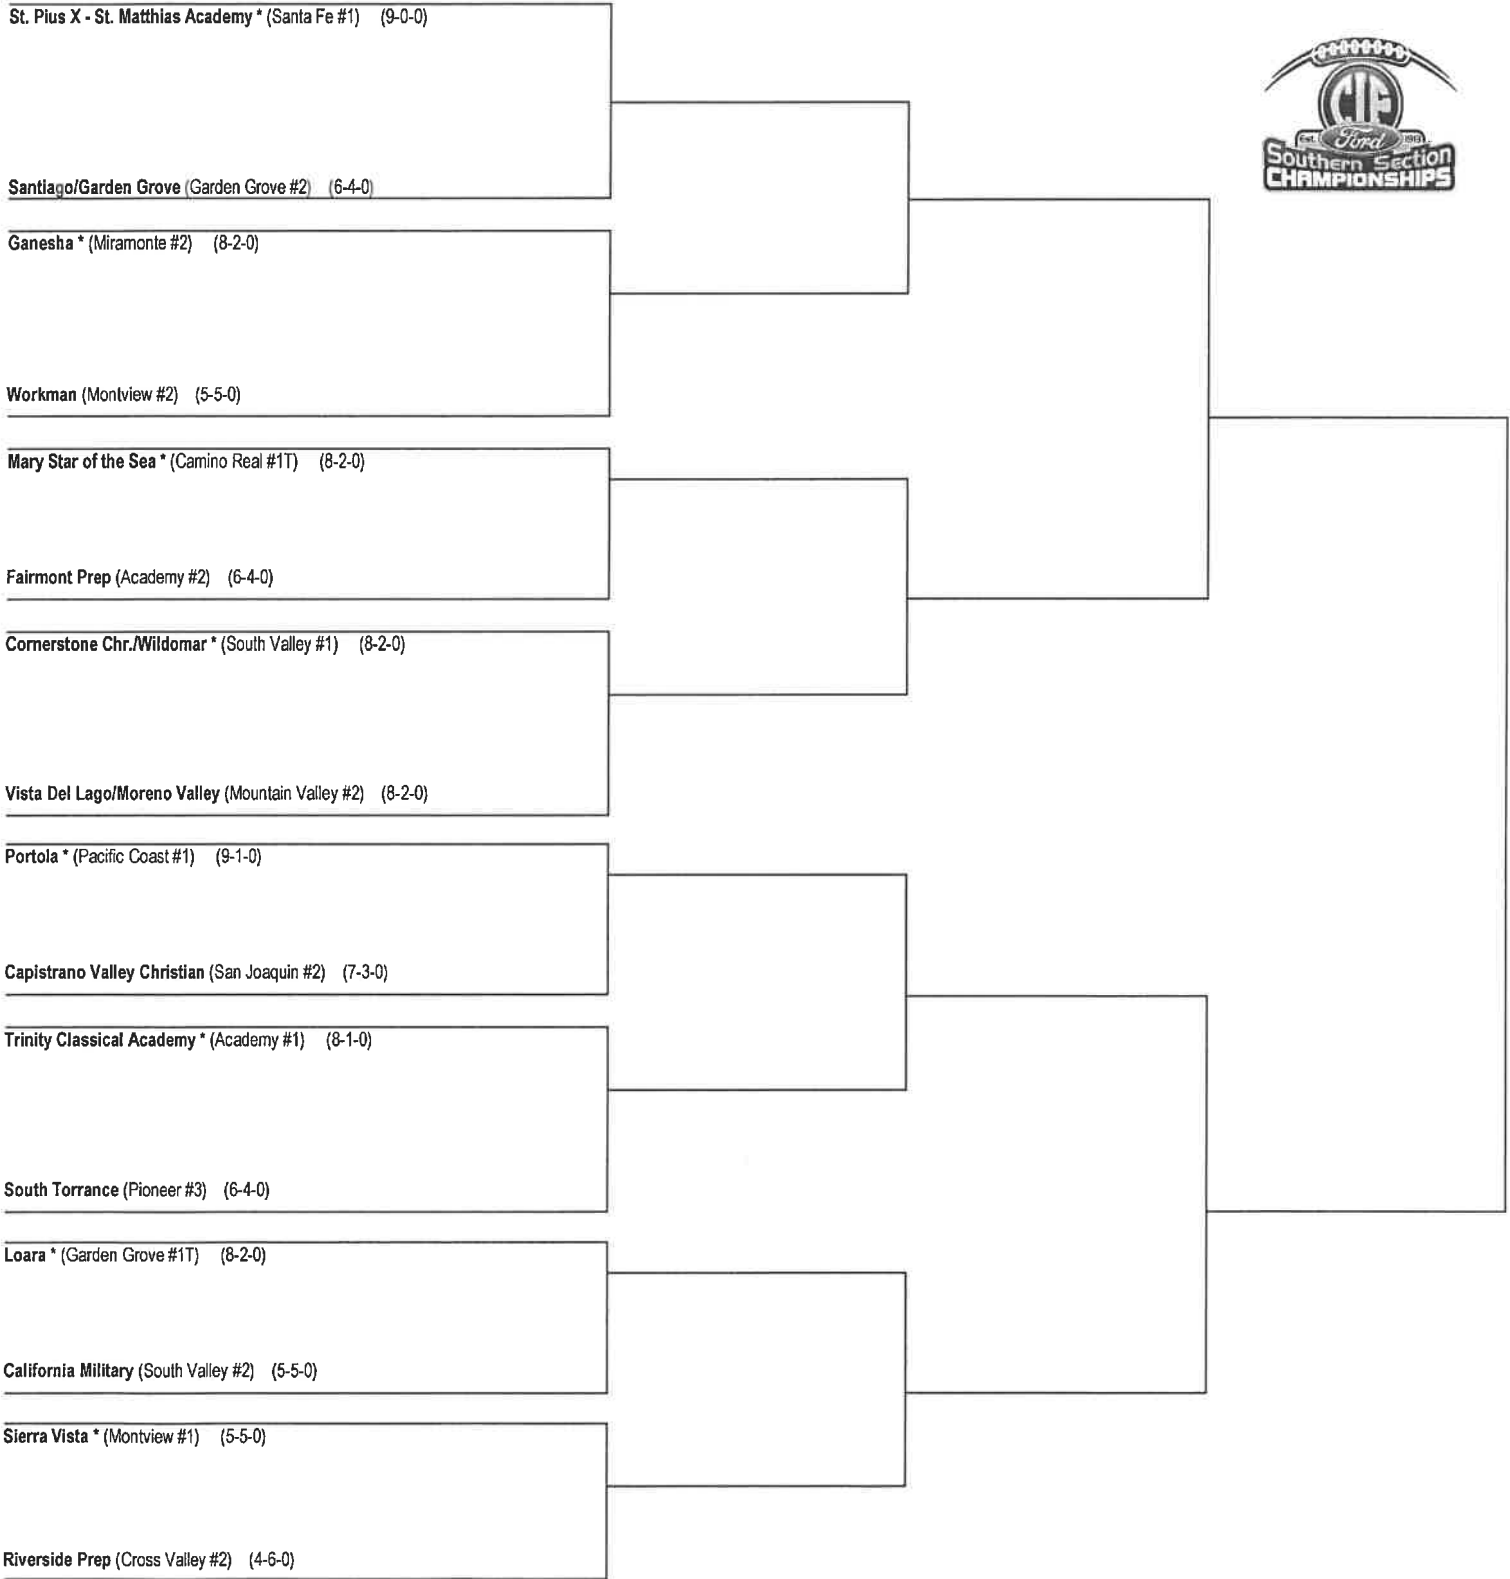 St. Pius X - St. Matthias Academy * (Santa Fe #1) (9-0-0)
CIF
Est. Ford
Southern Section
CHAMPIONSHIPS
Santiago/Garden Grove (Garden Grove #2) (6-4-0)
Ganesha * (Miramonte #2) (8-2-0)
Workman (Montview #2) (5-5-0)
Mary Star of the Sea * (Camino Real #1T) (8-2-0)
Fairmont Prep (Academy #2) (6-4-0)
Cornerstone Chr./Wildomar * (South Valley #1) (8-2-0)
Vista Del Lago/Moreno Valley (Mountain Valley #2) (8-2-0)
Portola * (Pacific Coast #1) (9-1-0)
Capistrano Valley Christian (San Joaquin #2) (7-3-0)
Trinity Classical Academy * (Academy #1) (8-1-0)
South Torrance (Pioneer #3) (6-4-0)
Loara * (Garden Grove #1T) (8-2-0)
California Military (South Valley #2) (5-5-0)
Sierra Vista * (Montview #1) (5-5-0)
Riverside Prep (Cross Valley #2) (4-6-0)